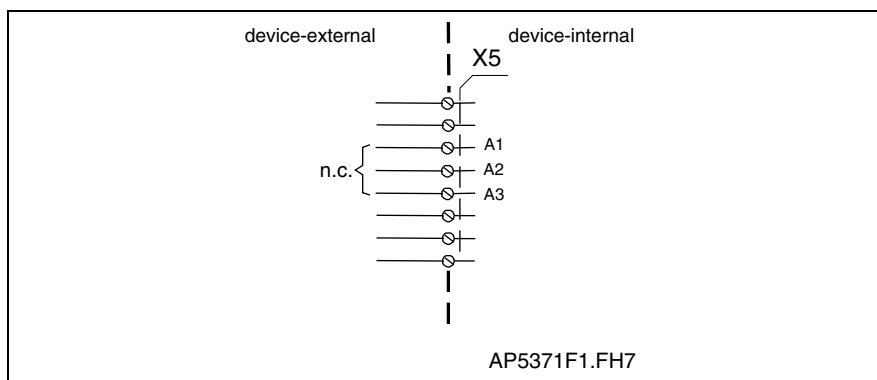 device-external
device-internal
X5
A1
n.c.
A2
A3
AP5371F1.FH7